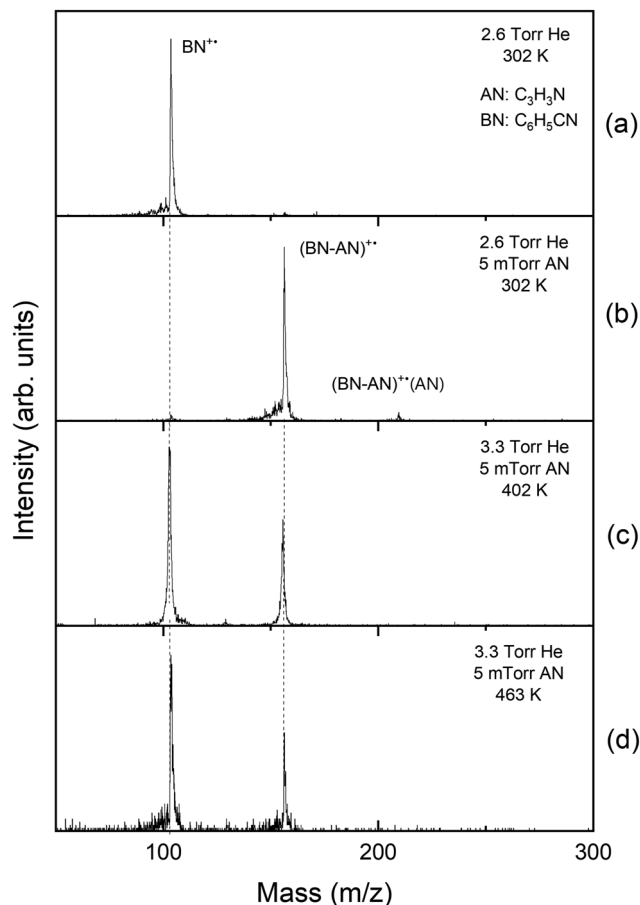 BN⁺•
2.6 Torr He
302 K
AN: C₃H₃N
BN: C₆H₅CN
(a)
(BN-AN)⁺•
2.6 Torr He
5 mTorr AN
302 K
(BN-AN)⁺•(AN)
(b)
3.3 Torr He
5 mTorr AN
402 K
(c)
3.3 Torr He
5 mTorr AN
463 K
(d)
Intensity (arb. units)
100
200
300
Mass (m/z)